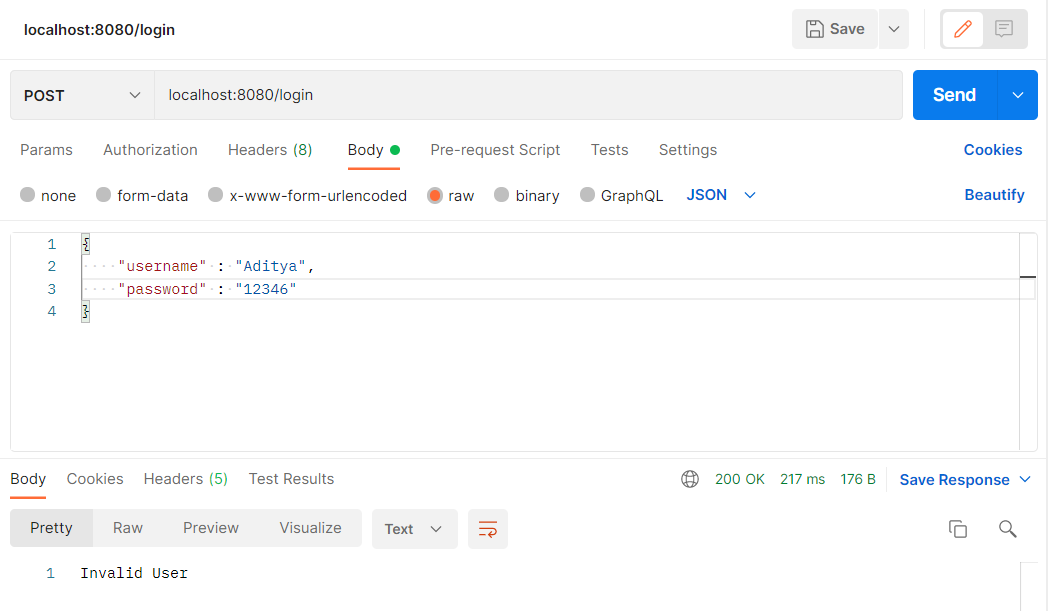 localhost:8080/login Save
POST localhost:8080/login Send
Params Authorization Headers (8) Body Pre-request Script Tests Settings Cookies
none form-data x-www-form-urlencoded raw binary GraphQL JSON Beautify
1 {
2 ····"username"·:·"Aditya",
3 ····"password"·:·"12346"
4 }
Body Cookies Headers (5) Test Results 200 OK 217 ms 176 B Save Response
Pretty Raw Preview Visualize Text
1 Invalid User